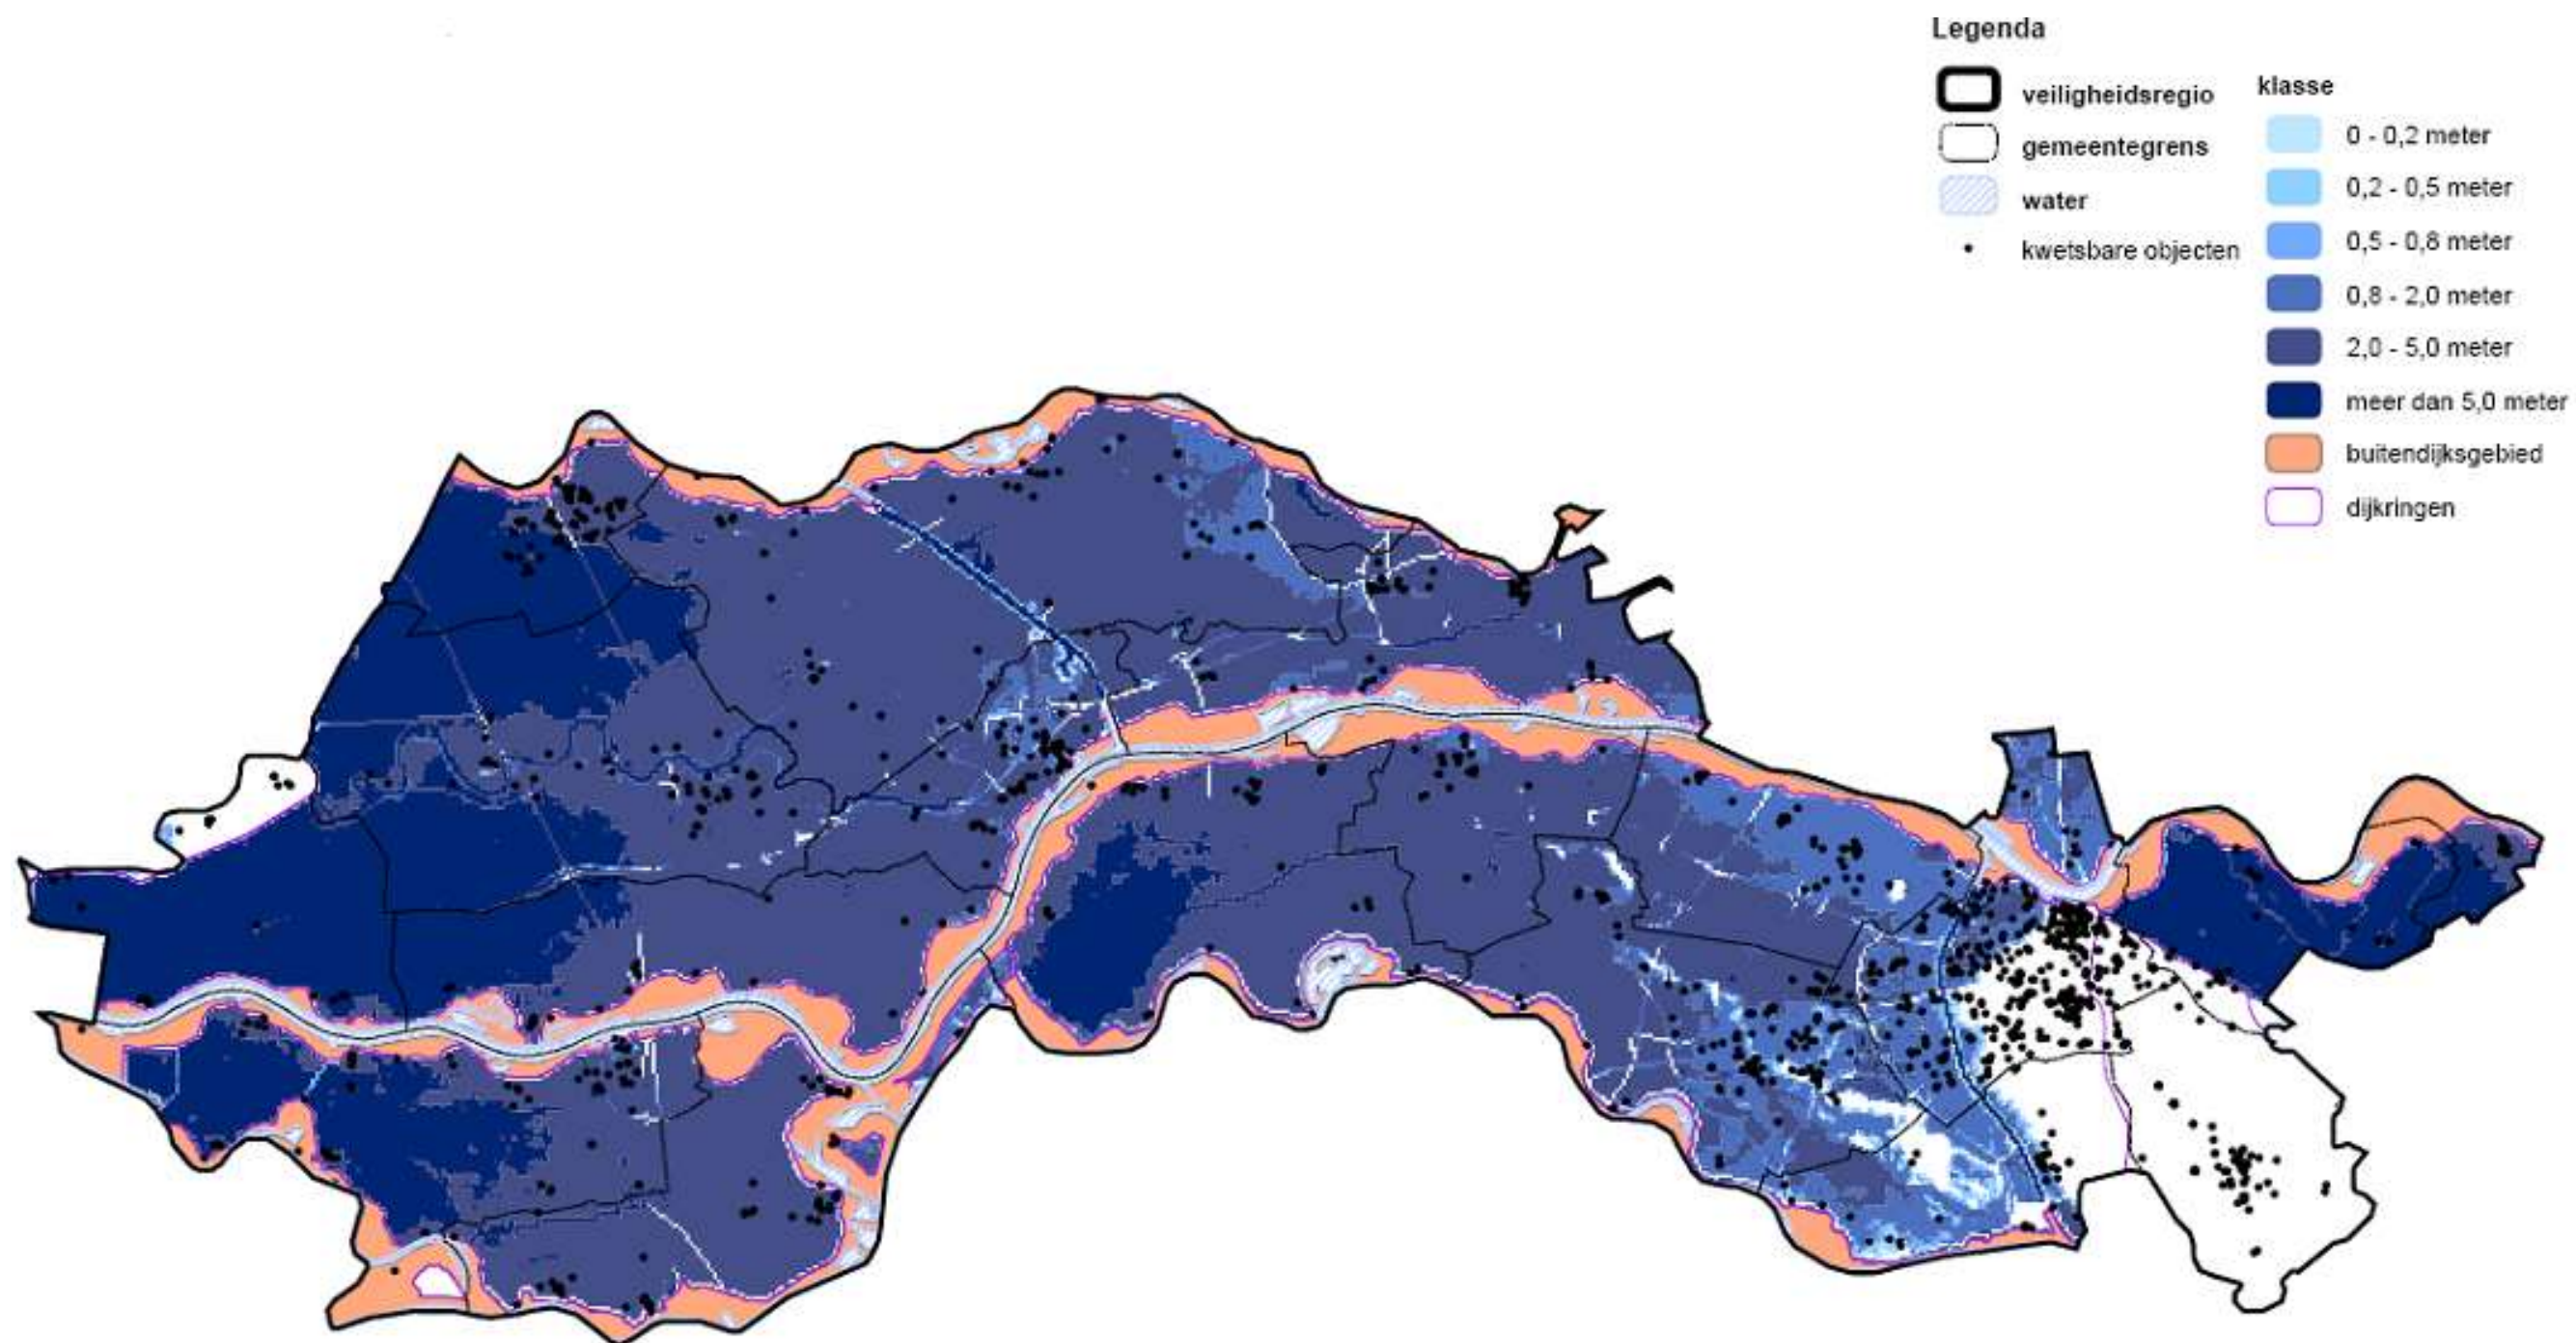 Legenda
veiligheidsregio
gemeentegrens
water
kwetsbare objecten
klasse
0 - 0,2 meter
0,2 - 0,5 meter
0,5 - 0,8 meter
0,8 - 2,0 meter
2,0 - 5,0 meter
meer dan 5,0 meter
buitendijksgebied
dijkringen